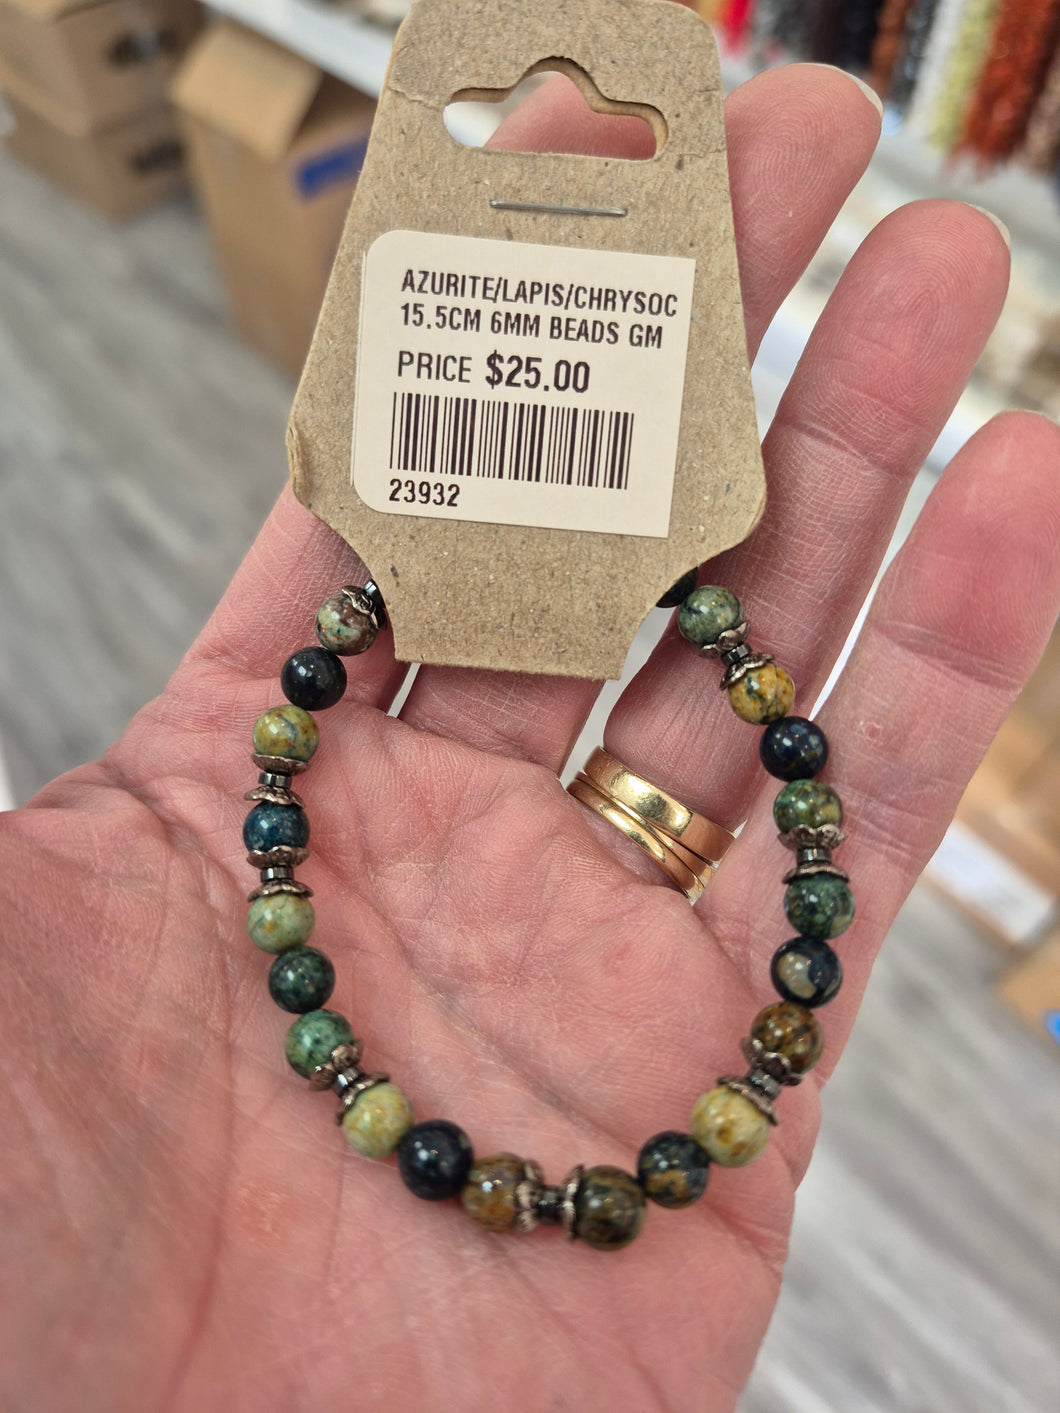 AZURITE/LAPIS/CHRYSOC
15.5CM 6MM BEADS GM
PRICE $25.00
23932